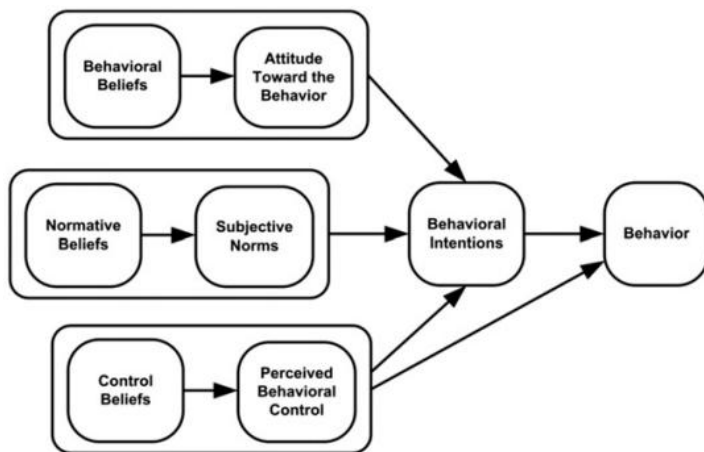 Behavioral
Beliefs
Attitude
Toward the
Behavior
Normative
Beliefs
Subjective
Norms
Behavioral
Intentions
Behavior
Control
Beliefs
Perceived
Behavioral
Control